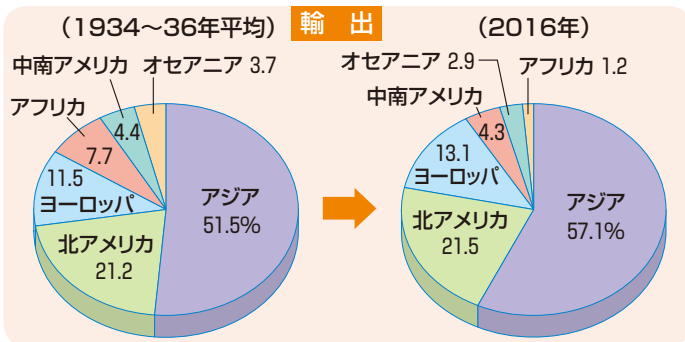 輸 出
(1934〜36年平均)
中南アメリカ 4.4
オセアニア 3.7
アフリカ
7.7
11.5
ヨーロッパ
北アメリカ
21.2
アジア
51.5%
(2016年)
オセアニア 2.9
アフリカ 1.2
中南アメリカ
4.3
13.1
ヨーロッパ
北アメリカ
21.5
アジア
57.1%